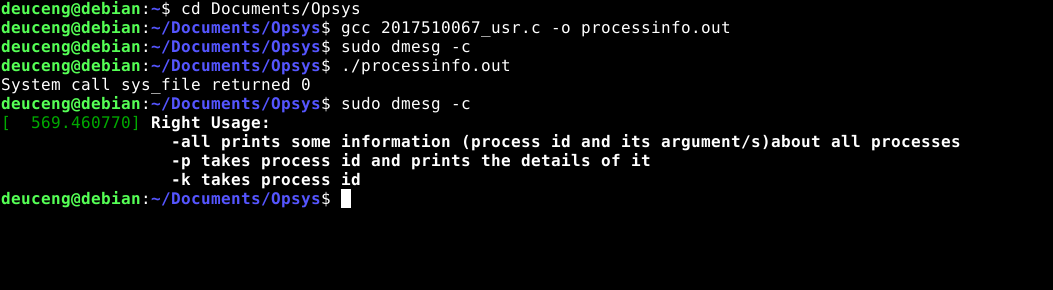 deuceng@debian:~$ cd Documents/Opsys
deuceng@debian:~/Documents/Opsys$ gcc 2017510067_usr.c -o processinfo.out
deuceng@debian:~/Documents/Opsys$ sudo dmesg -c
deuceng@debian:~/Documents/Opsys$ ./processinfo.out
System call sys_file returned 0
deuceng@debian:~/Documents/Opsys$ sudo dmesg -c
[  569.460770] Right Usage:
                 -all prints some information (process id and its argument/s)about all processes
                 -p takes process id and prints the details of it
                 -k takes process id
deuceng@debian:~/Documents/Opsys$